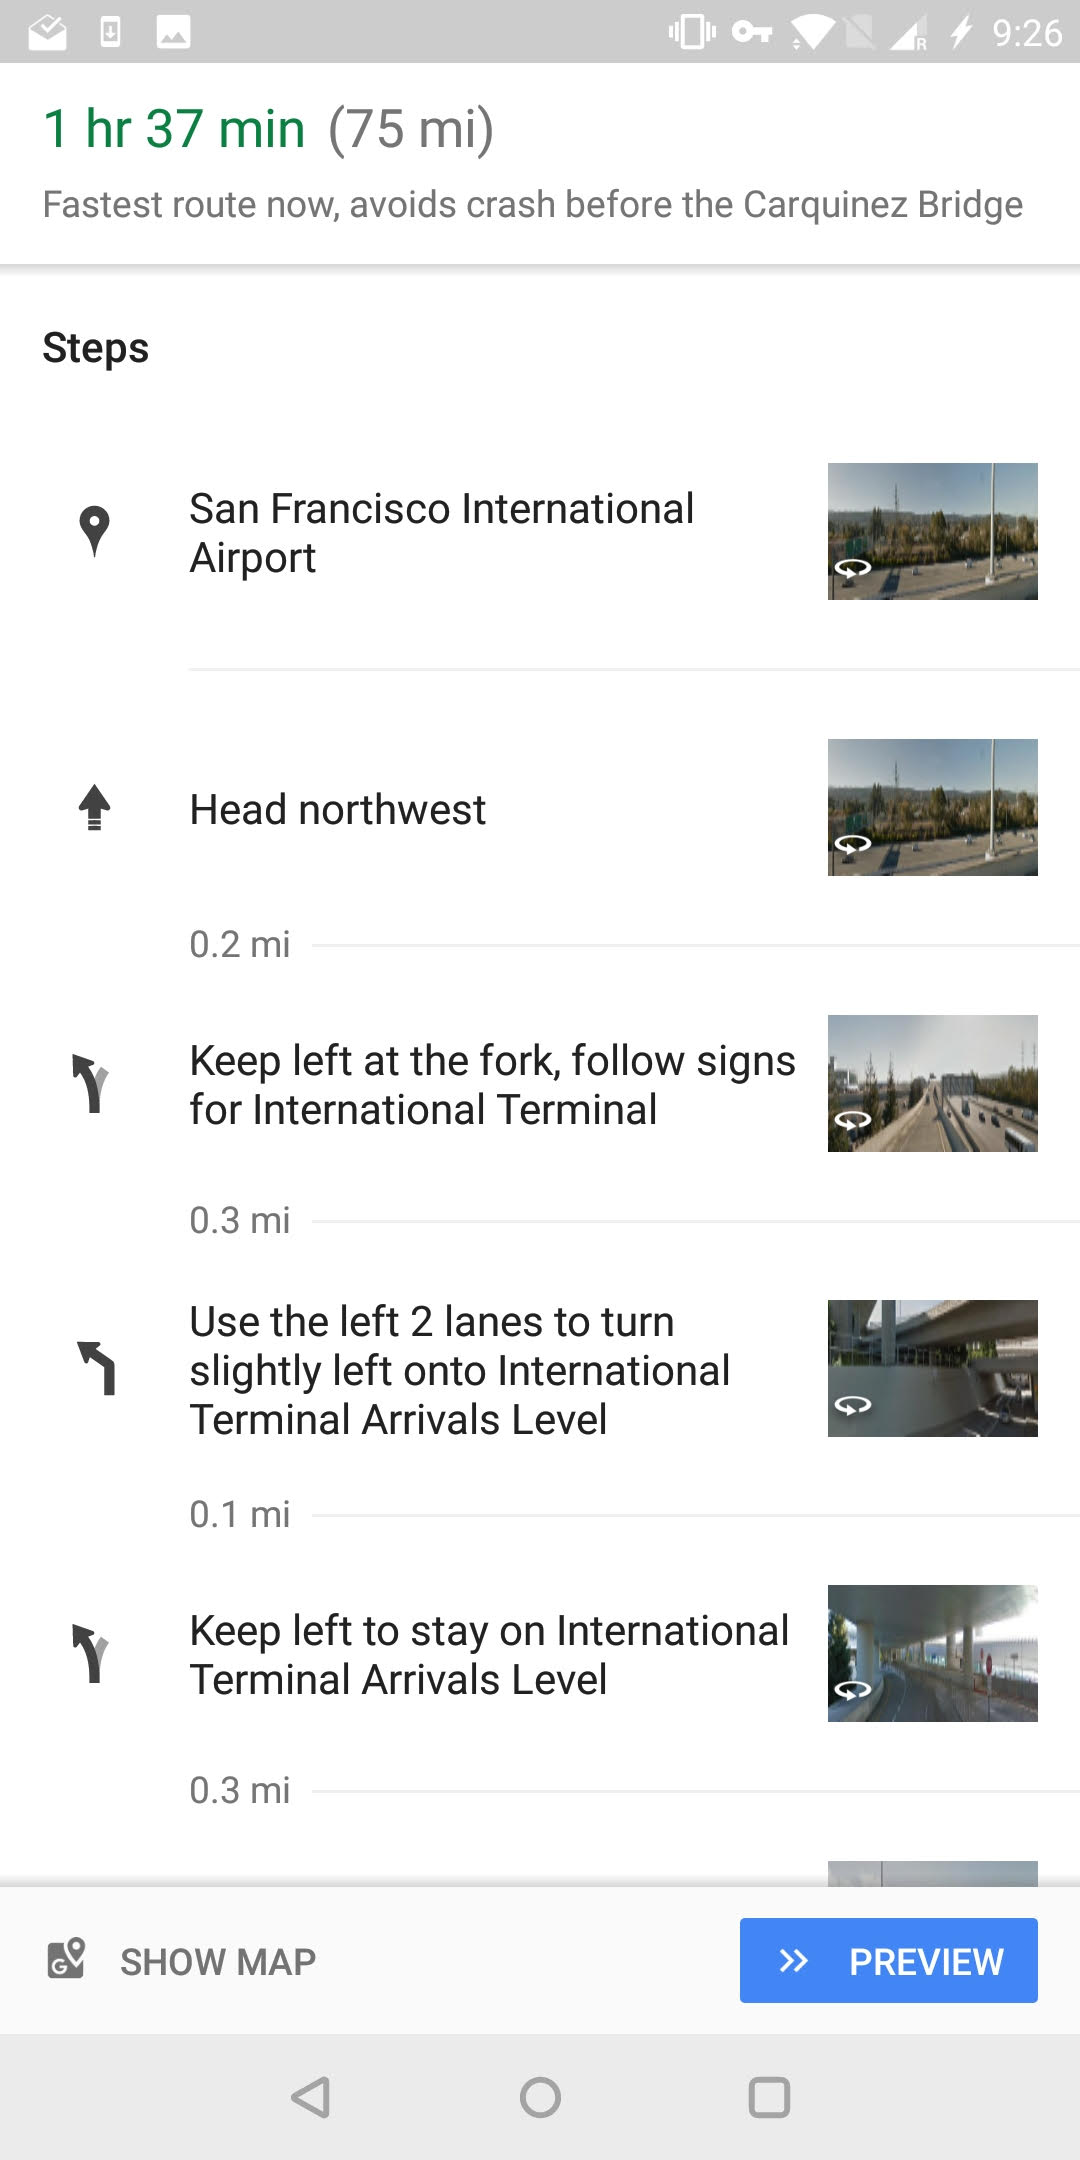 9:26
1 hr 37 min (75 mi)
Fastest route now, avoids crash before the Carquinez Bridge
Steps
San Francisco International
Airport
Head northwest
0.2 mi
Keep left at the fork, follow signs
for International Terminal
0.3 mi
Use the left 2 lanes to turn
slightly left onto International
Terminal Arrivals Level
0.1 mi
Keep left to stay on International
Terminal Arrivals Level
0.3 mi
SHOW MAP
PREVIEW